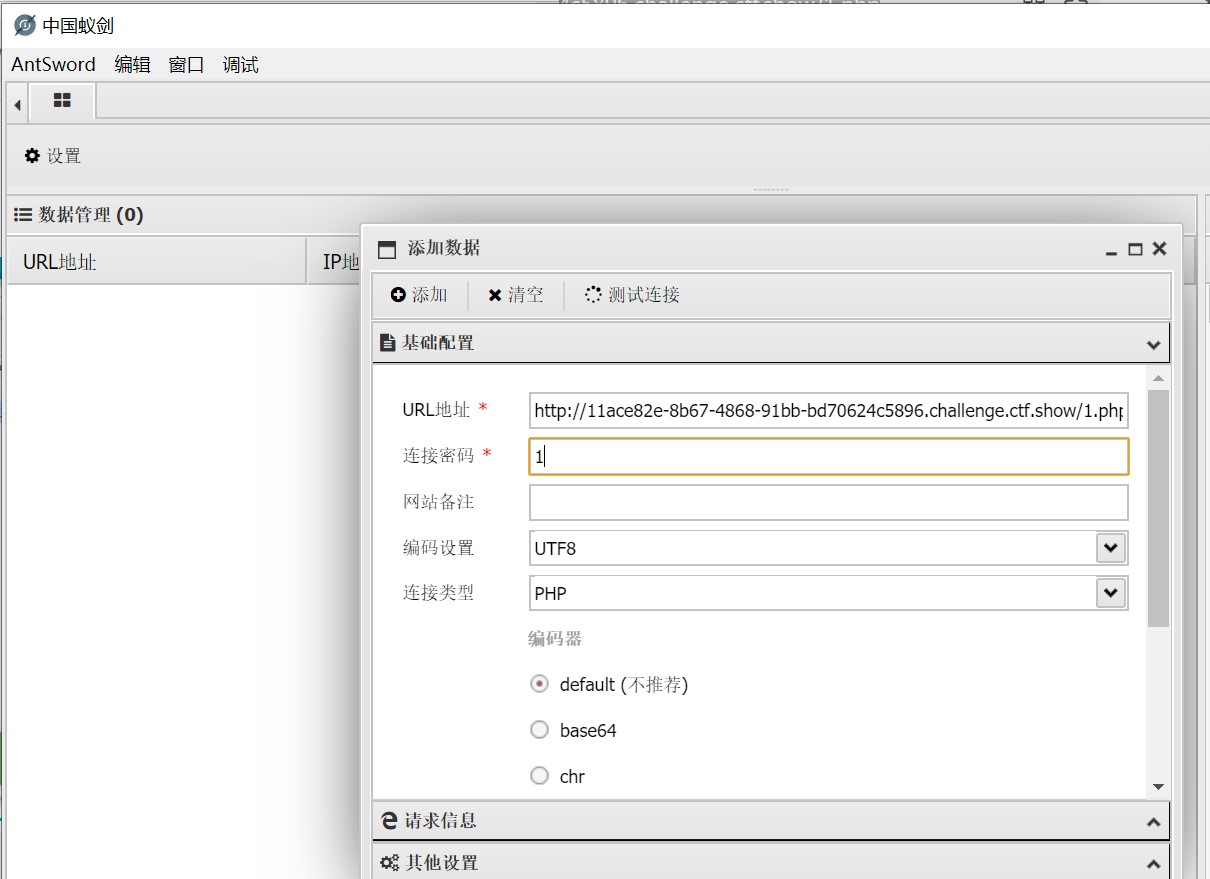 中国蚁剑
AntSword 编辑 窗口 调试
设置
数据管理 (0)
URL地址 IP地
添加数据
添加 清空 测试连接
基础配置
URL地址 *
http://11ace82e-8b67-4868-91bb-bd70624c5896.challenge.ctf.show/1.php
连接密码 *
1
网站备注
编码设置
UTF8
连接类型
PHP
编码器
default (不推荐)
base64
chr
请求信息
其他设置